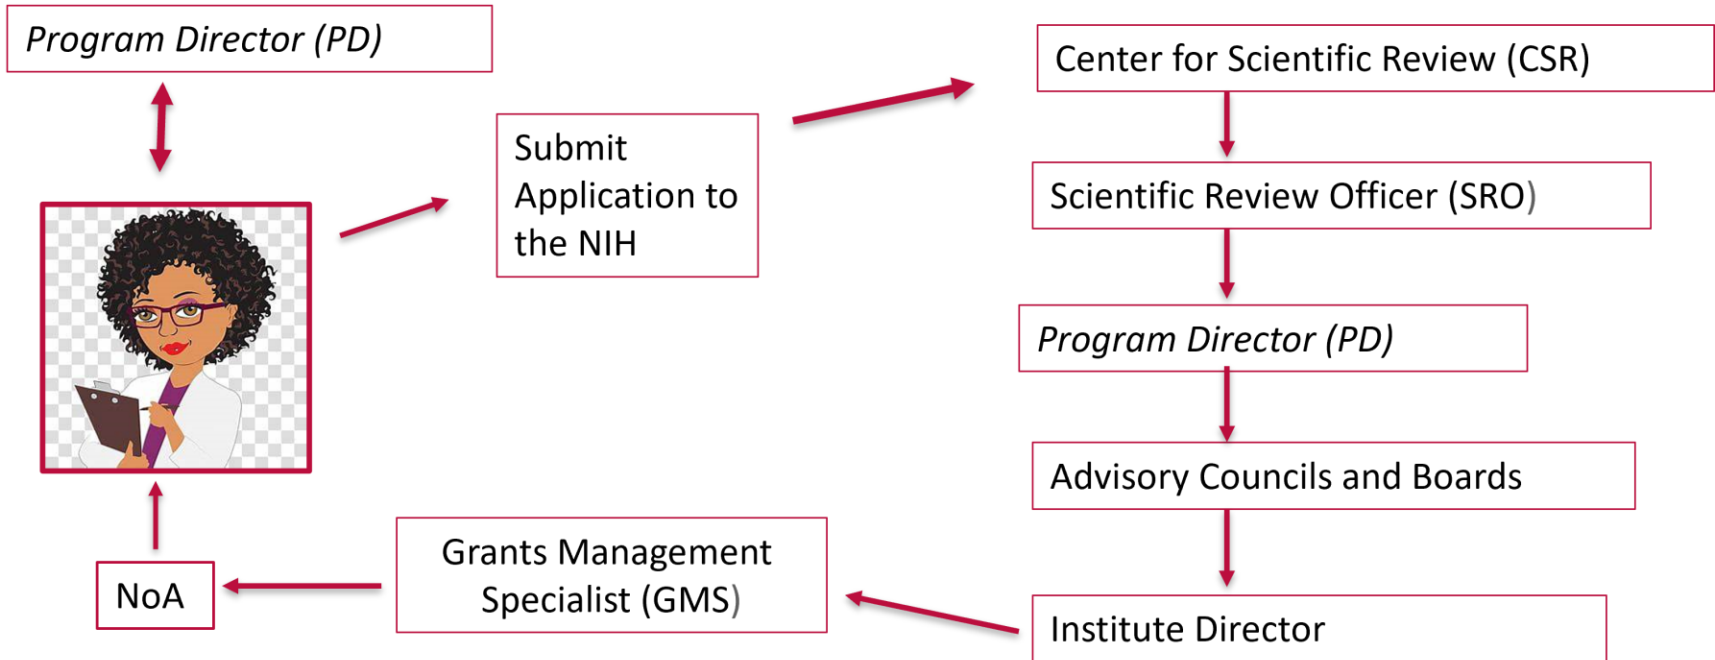 Program Director (PD)
Submit
Application to
the NIH
Center for Scientific Review (CSR)
Scientific Review Officer (SRO)
Program Director (PD)
Advisory Councils and Boards
Institute Director
Grants Management
Specialist (GMS)
NoA